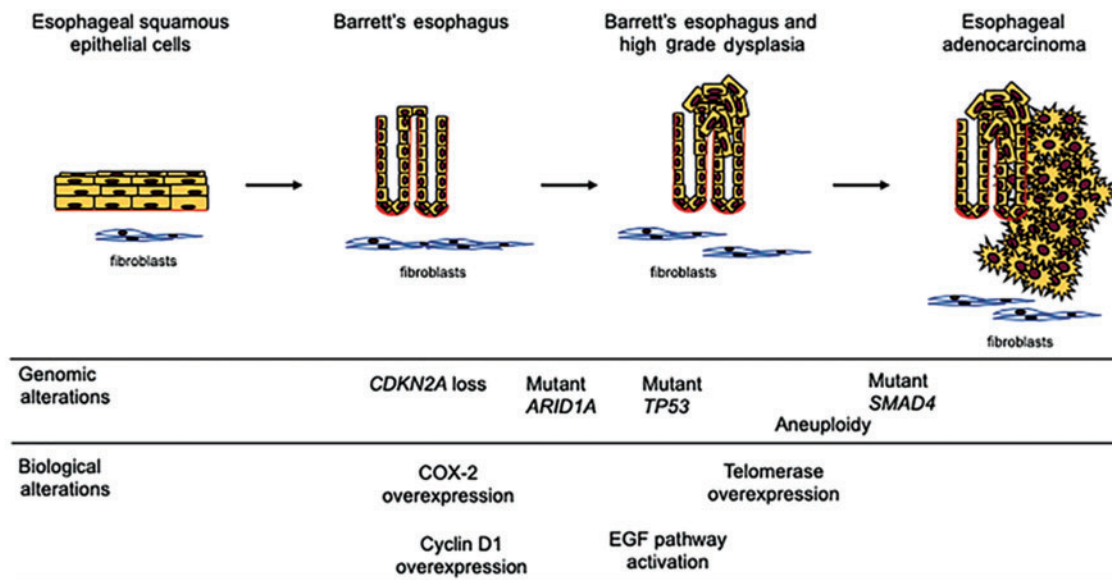 Esophageal squamous
epithelial cells
Barrett's esophagus
Barrett's esophagus and
high grade dysplasia
Esophageal
adenocarcinoma
fibroblasts
fibroblasts
fibroblasts
fibroblasts
Genomic
alterations
CDKN2A loss
Mutant
ARID1A
Mutant
TP53
Aneuploidy
Mutant
SMAD4
Biological
alterations
COX-2
overexpression
Telomerase
overexpression
Cyclin D1
overexpression
EGF pathway
activation